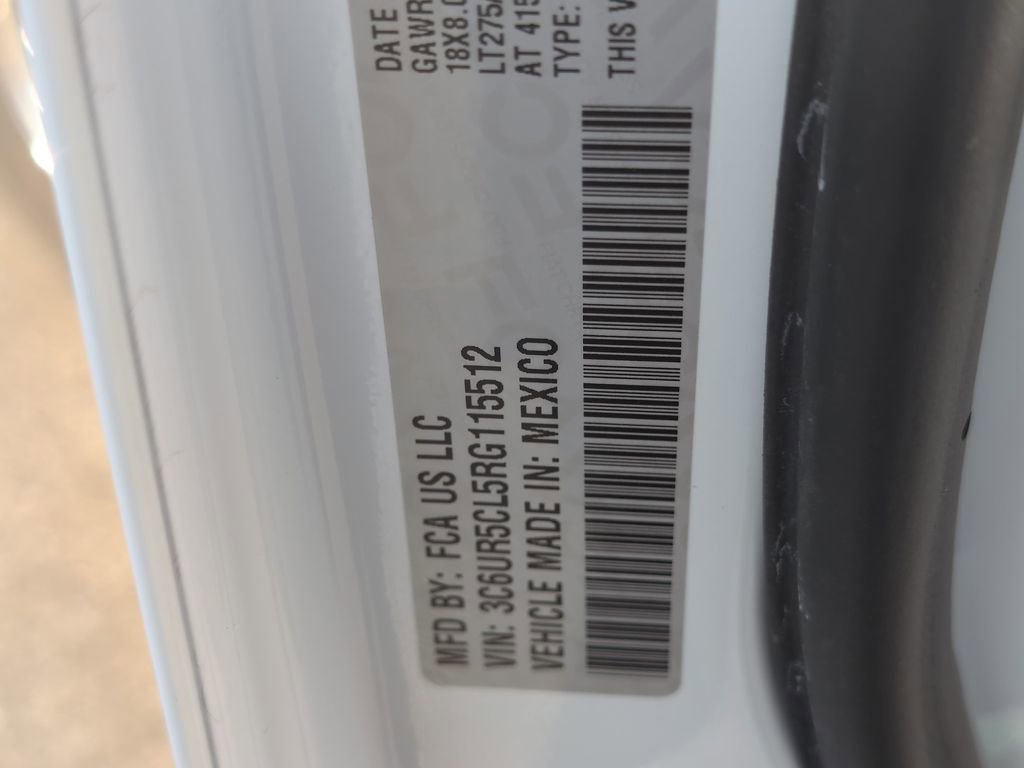 MFD BY: FCA US LLC
VIN: 3C6UR5CL5RG115512
VEHICLE MADE IN: MEXICO
DATE
GAWR
18X8.0
LT275
AT 415
TYPE:
THIS V